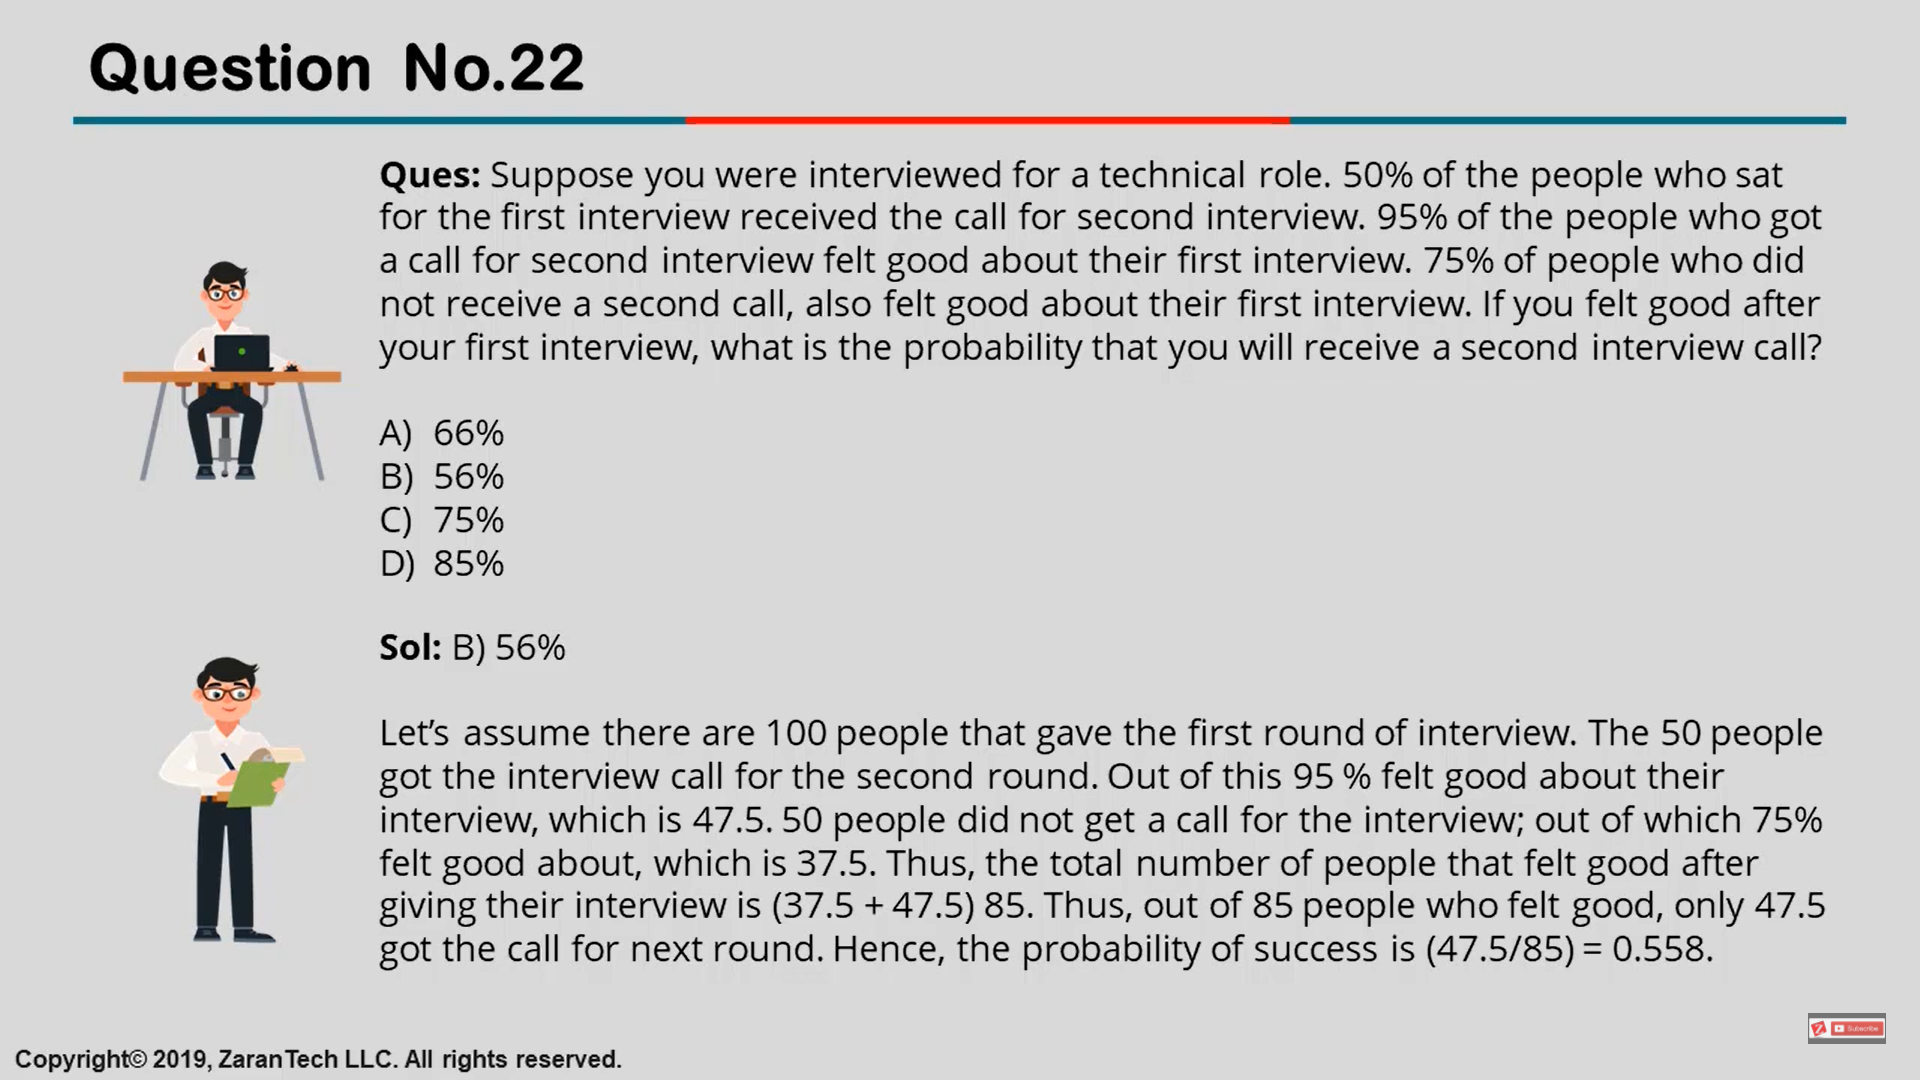 Question No.22
Ques: Suppose you were interviewed for a technical role. 50% of the people who sat
for the first interview received the call for second interview. 95% of the people who got
a call for second interview felt good about their first interview. 75% of people who did
not receive a second call, also felt good about their first interview. If you felt good after
your first interview, what is the probability that you will receive a second interview call?
A) 66%
B) 56%
C) 75%
D) 85%
Sol: B) 56%
Let's assume there are 100 people that gave the first round of interview. The 50 people
got the interview call for the second round. Out of this 95 % felt good about their
interview, which is 47.5. 50 people did not get a call for the interview; out of which 75%
felt good about, which is 37.5. Thus, the total number of people that felt good after
giving their interview is (37.5 + 47.5) 85. Thus, out of 85 people who felt good, only 47.5
got the call for next round. Hence, the probability of success is (47.5/85) = 0.558.
Subscribe
Copyright© 2019, ZaranTech LLC. All rights reserved.